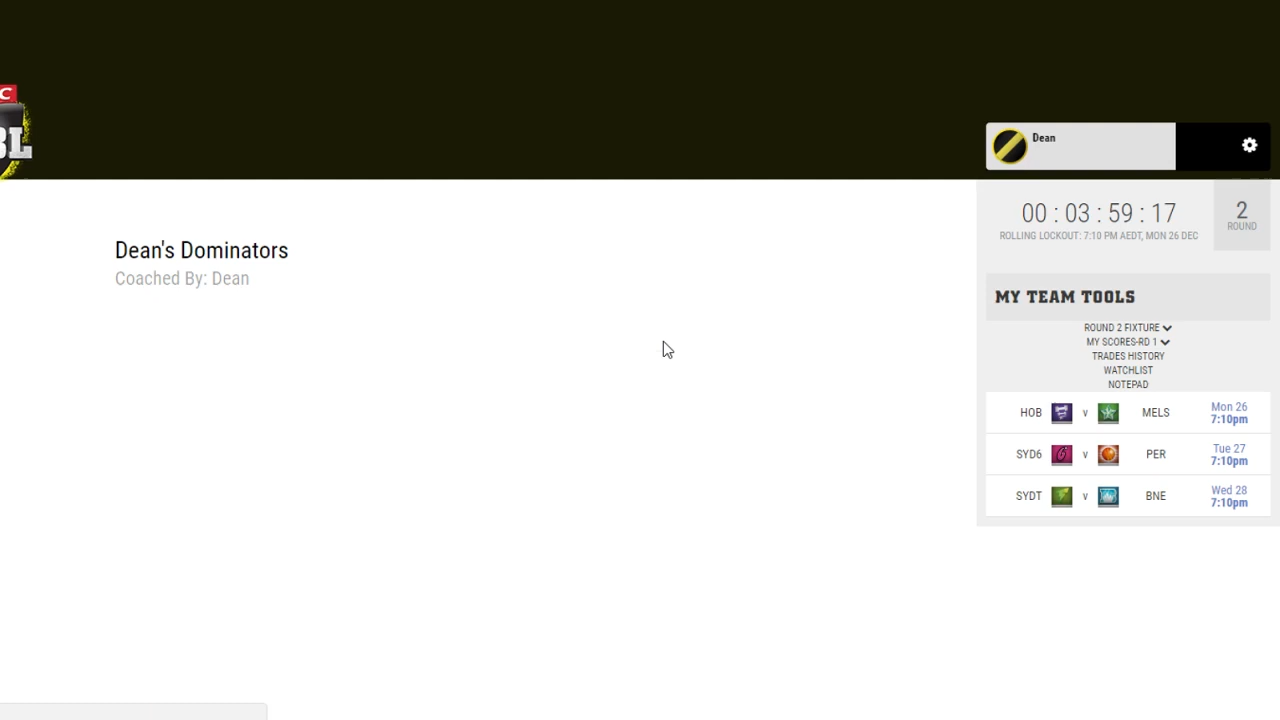 C
BL
Dean
00 : 03 : 59 : 17
ROLLING LOCKOUT: 7:10 PM AEDT, MON 26 DEC
2
ROUND
Dean's Dominators
Coached By: Dean
MY TEAM TOOLS
ROUND 2 FIXTURE
MY SCORES-RD 1
TRADES HISTORY
WATCHLIST
NOTEPAD
HOB v MELS Mon 26
7:10pm
SYD6 v PER Tue 27
7:10pm
SYDT v BNE Wed 28
7:10pm